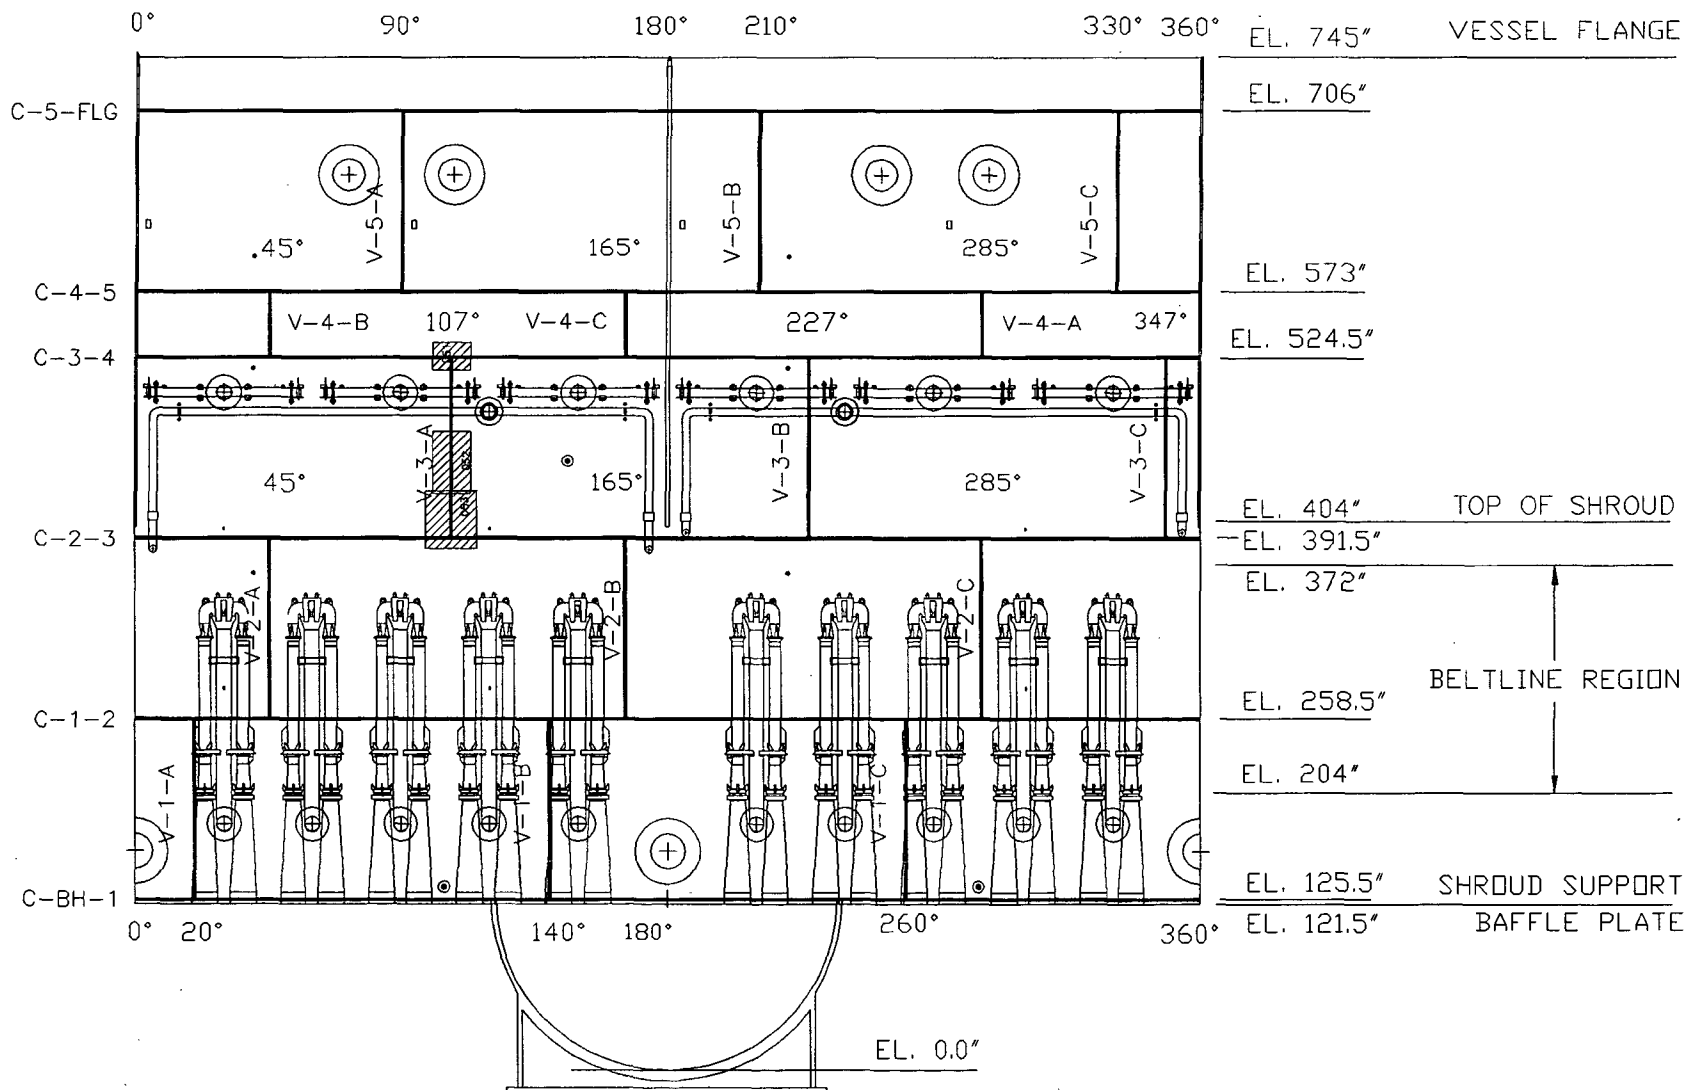 0° 90° 180° 210° 330° 360°
EL. 745" VESSEL FLANGE
EL. 706"
C-5-FLG
V-5-A
V-5-B
V-5-C
45° 165° 285°
EL. 573"
C-4-5
V-4-B 107° V-4-C 227° V-4-A 347°
EL. 524.5"
C-3-4
V-3-A
V-3-B
V-3-C
45° 165° 285°
EL. 404" TOP OF SHROUD
C-2-3
EL. 391.5"
EL. 372"
V-2-A
V-2-B
V-2-C
BELTLINE REGION
EL. 258.5"
C-1-2
EL. 204"
V-1-A
V-1-B
V-1-C
EL. 125.5" SHROUD SUPPORT
C-BH-1
0° 20° 140° 180° 260° 360° EL. 121.5" BAFFLE PLATE
EL. 0.0"